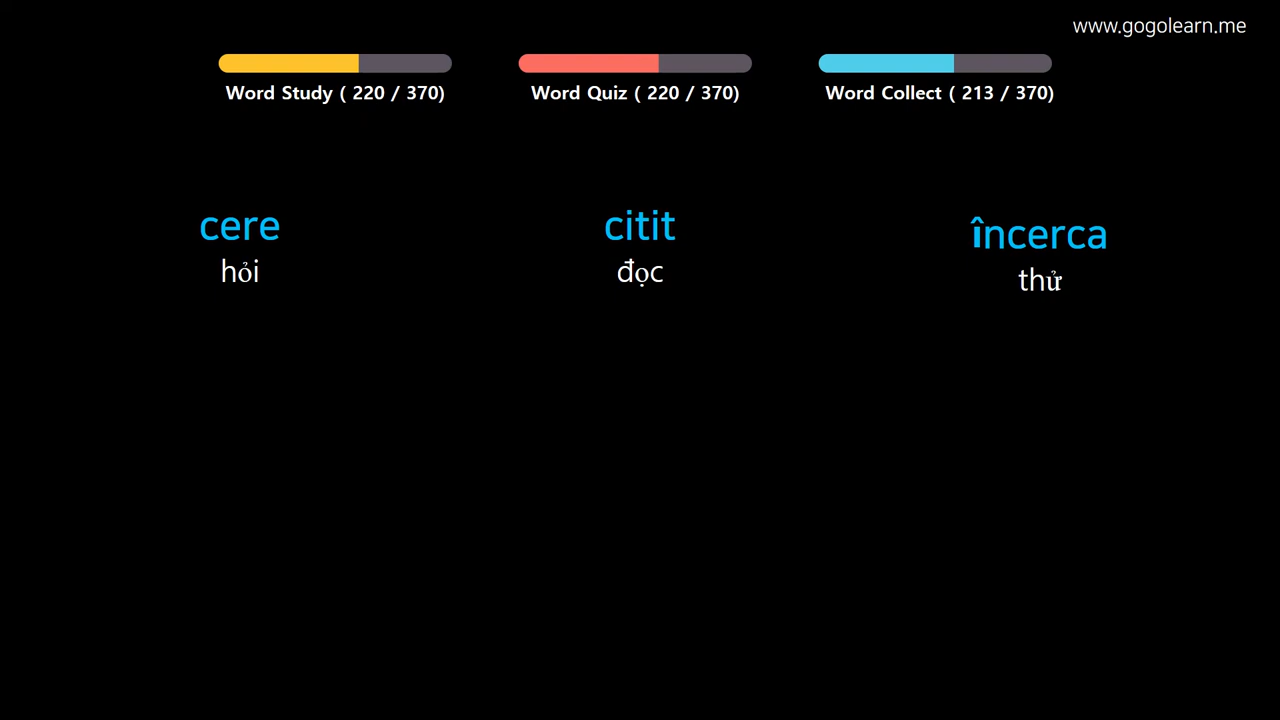 www.gogolearn.me
Word Study ( 220 / 370)
Word Quiz ( 220 / 370)
Word Collect ( 213 / 370)
cere
hỏi
citit
đọc
încerca
thử